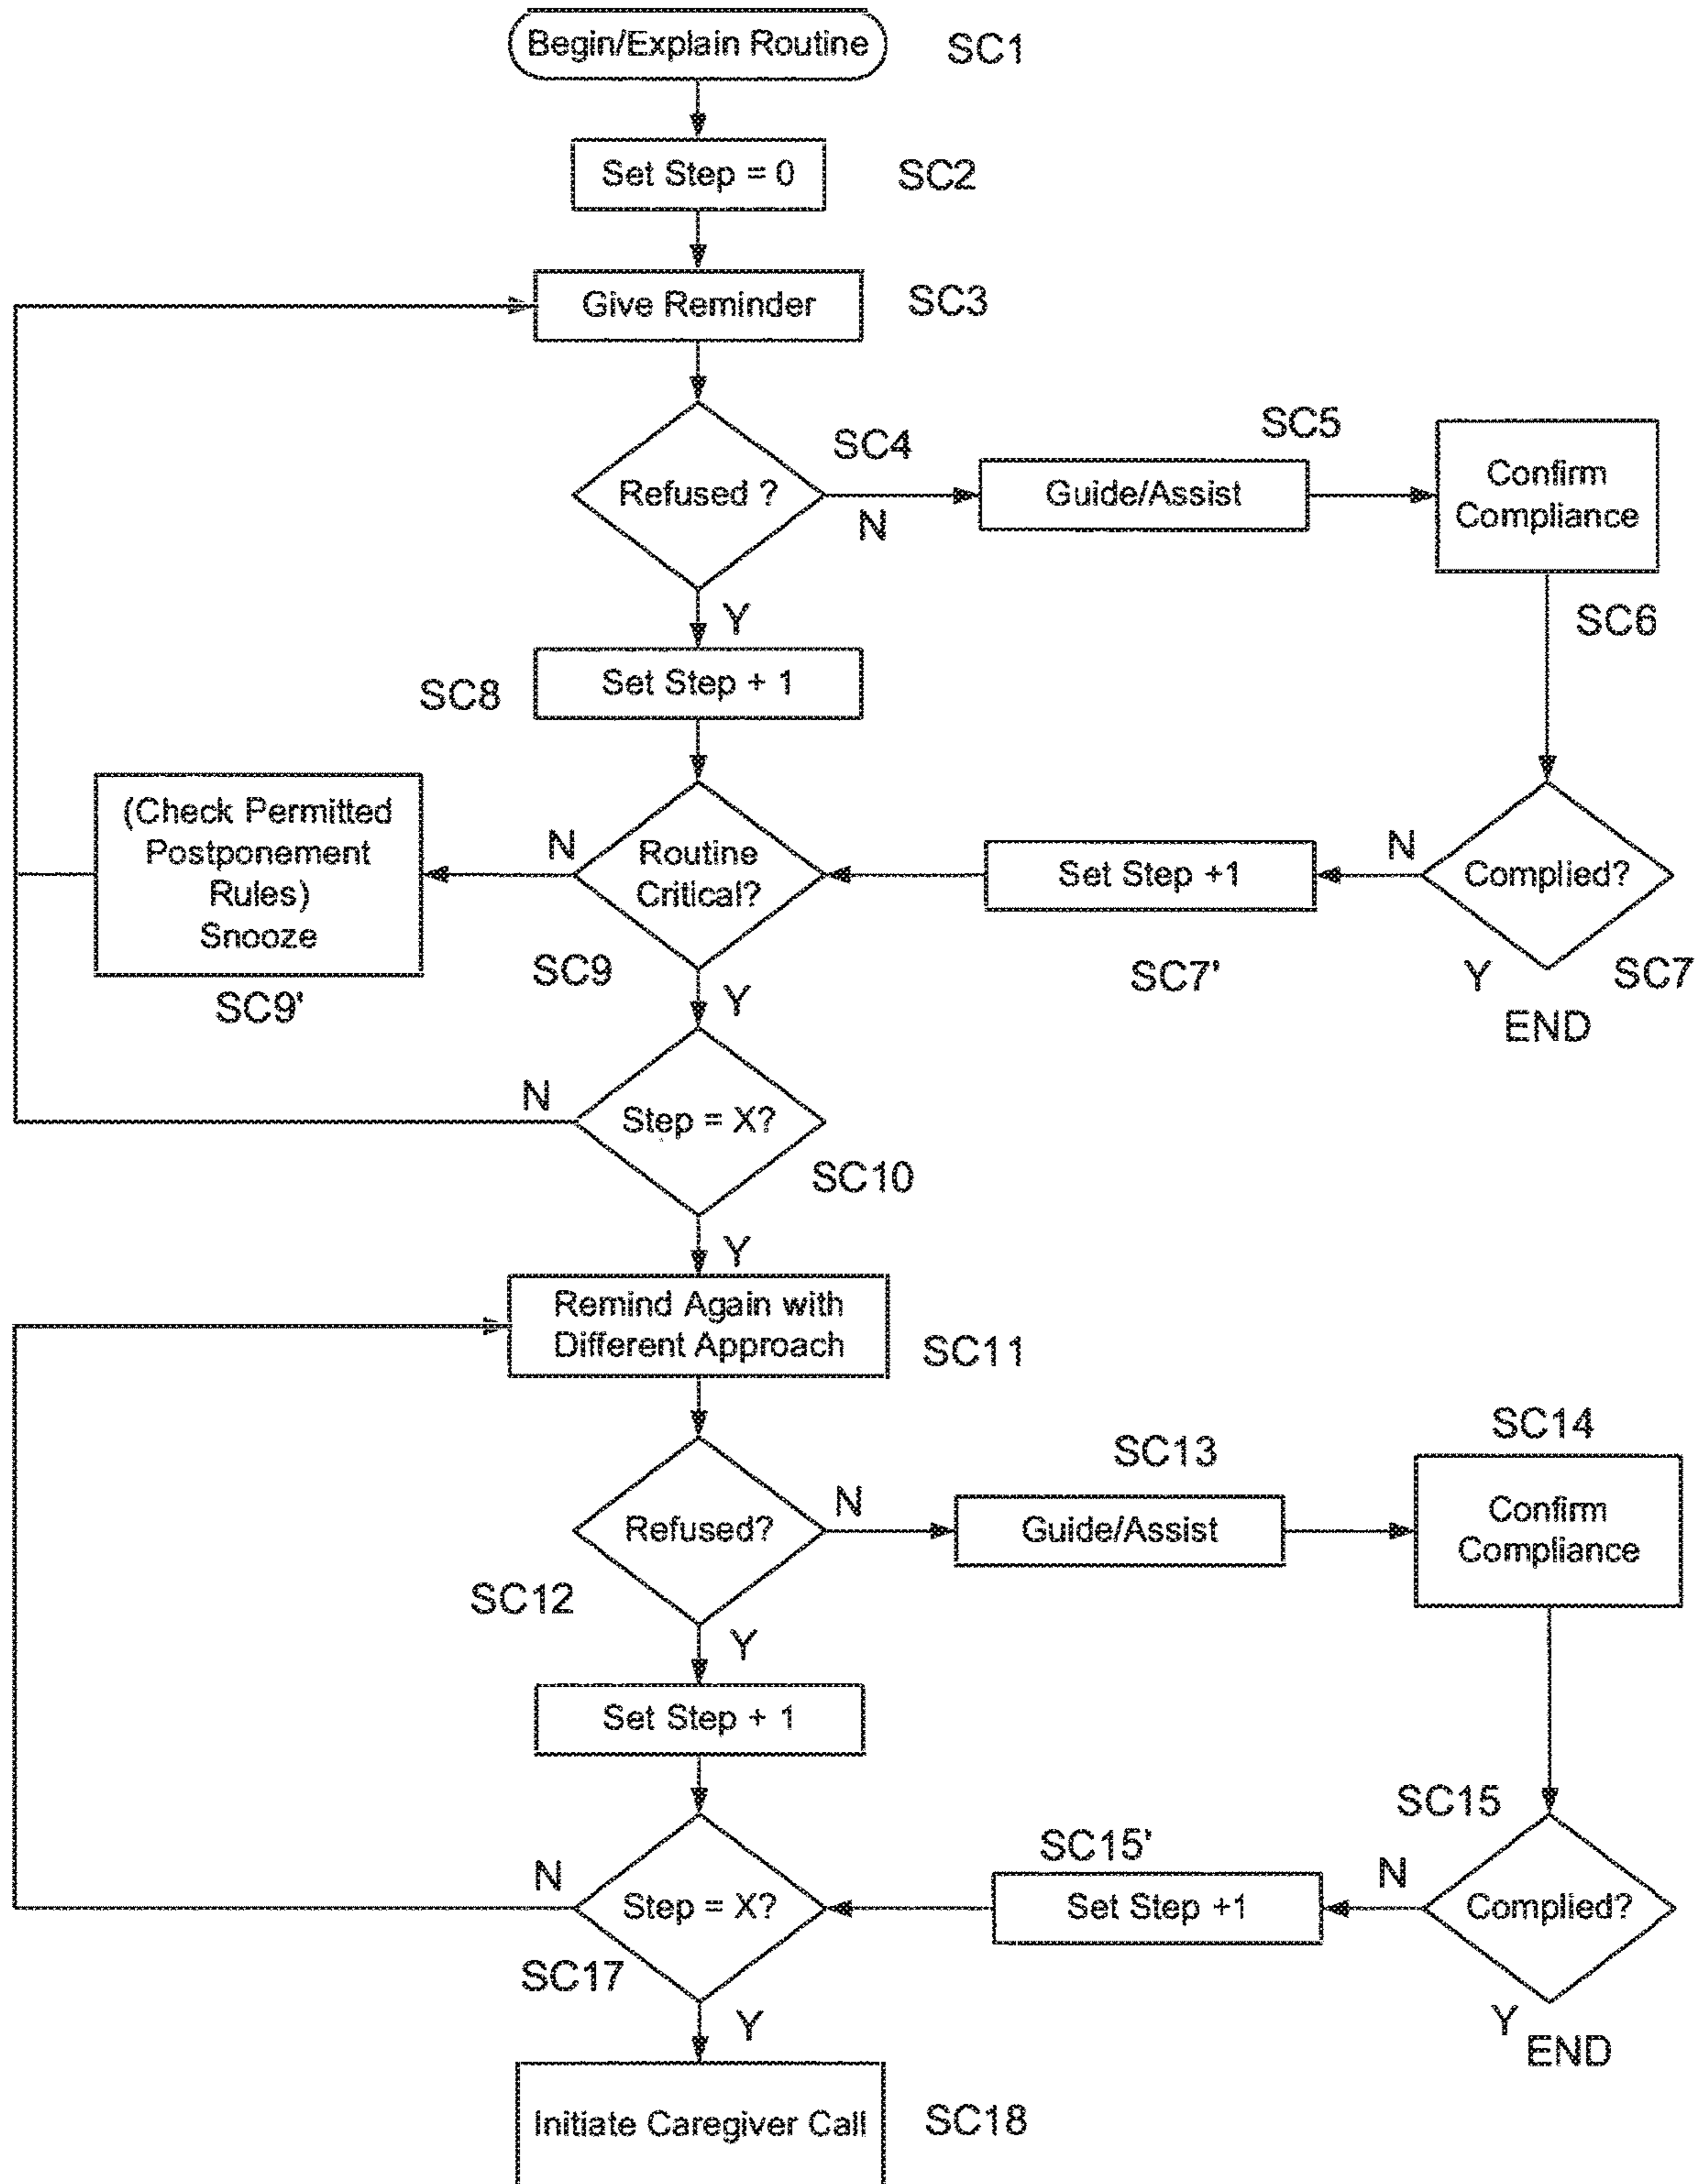 Begin/Explain Routine
SC1
Set Step = 0
SC2
Give Reminder
SC3
Refused ?
SC4
N
SC5
Guide/Assist
Confirm
Compliance
SC6
Y
Set Step + 1
SC8
(Check Permitted
Postponement
Rules)
Snooze
SC9'
N
Routine
Critical?
SC9
Set Step +1
SC7'
N
Complied?
SC7
Y
END
Y
N
Step = X?
SC10
Y
Remind Again with
Different Approach
SC11
Refused?
SC12
N
SC13
Guide/Assist
SC14
Confirm
Compliance
Y
Set Step + 1
N
Step = X?
SC17
SC15'
Set Step +1
SC15
N
Complied?
Y
END
Y
Initiate Caregiver Call
SC18